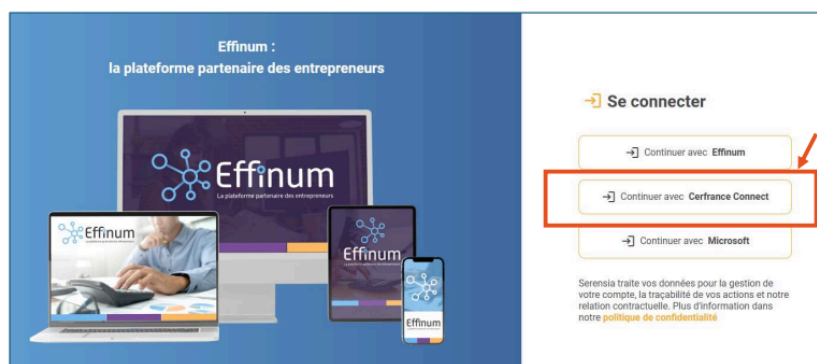 Effinum :
la plateforme partenaire des entrepreneurs
Effinum
La plateforme partenaire des entrepreneurs
Effinum
Effinum
Effinum
Se connecter
Continuer avec Effinum
Continuer avec Cerfrance Connect
Continuer avec Microsoft
Serensia traite vos données pour la gestion de
votre compte, la traçabilité de vos actions et notre
relation contractuelle. Plus d'information dans
notre politique de confidentialité